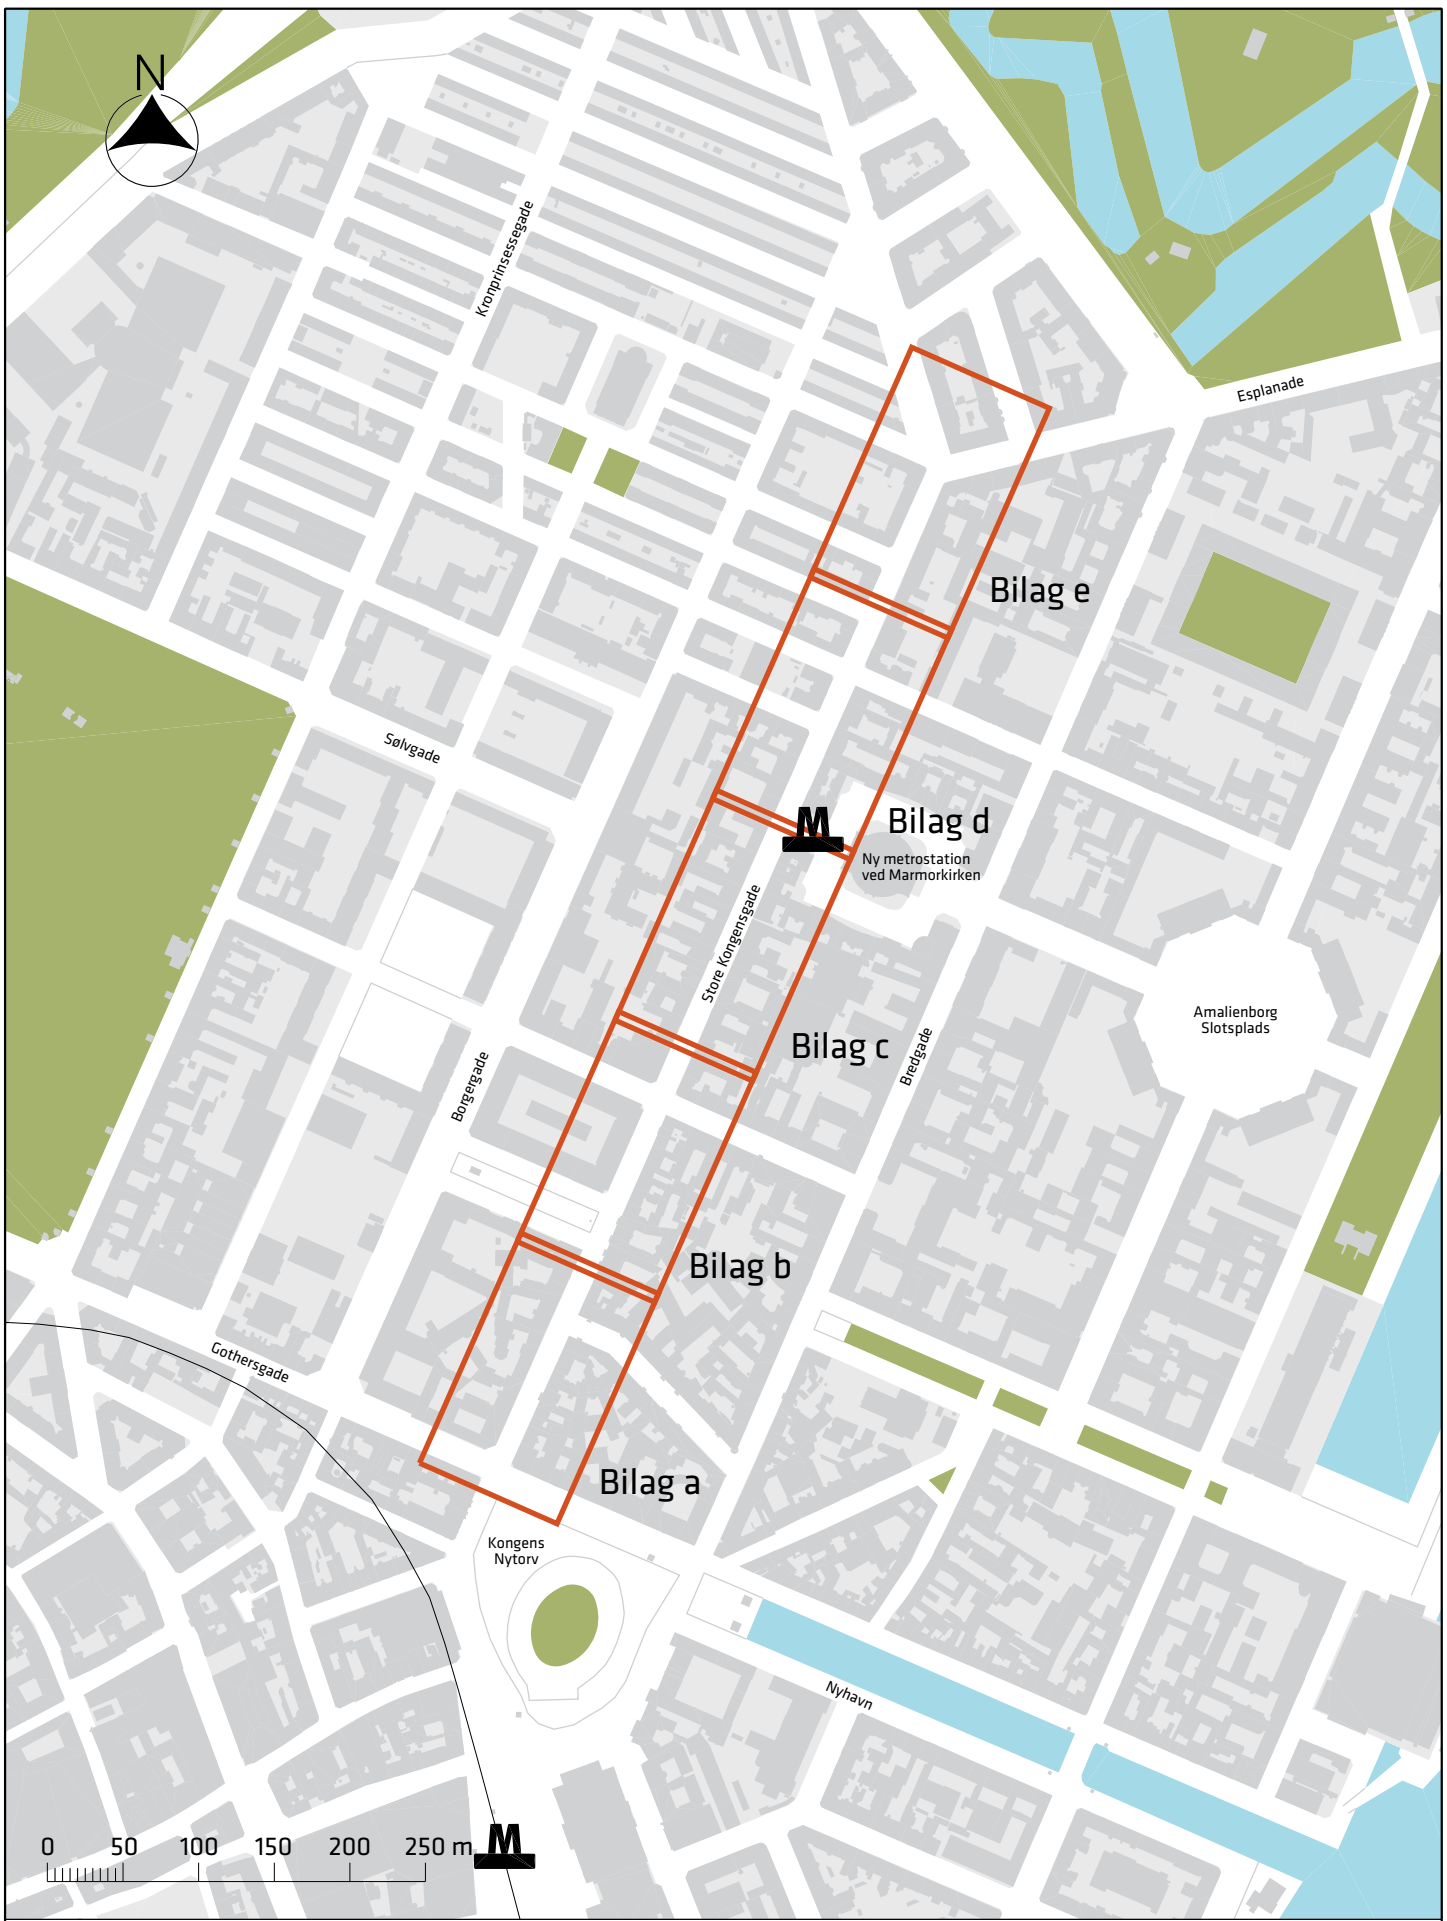 N
Kronprinsessegade
Esplanade
Bilag e
Sølvgade
M
Bilag d
Ny metrostation
ved Marmorkirken
Store Kongensgade
Amalienborg
Slotsplads
Bilag c
Bredgade
Borgergade
Bilag b
Gothersgade
Bilag a
Kongens
Nytorv
Nyhavn
0 50 100 150 200 250 m
M